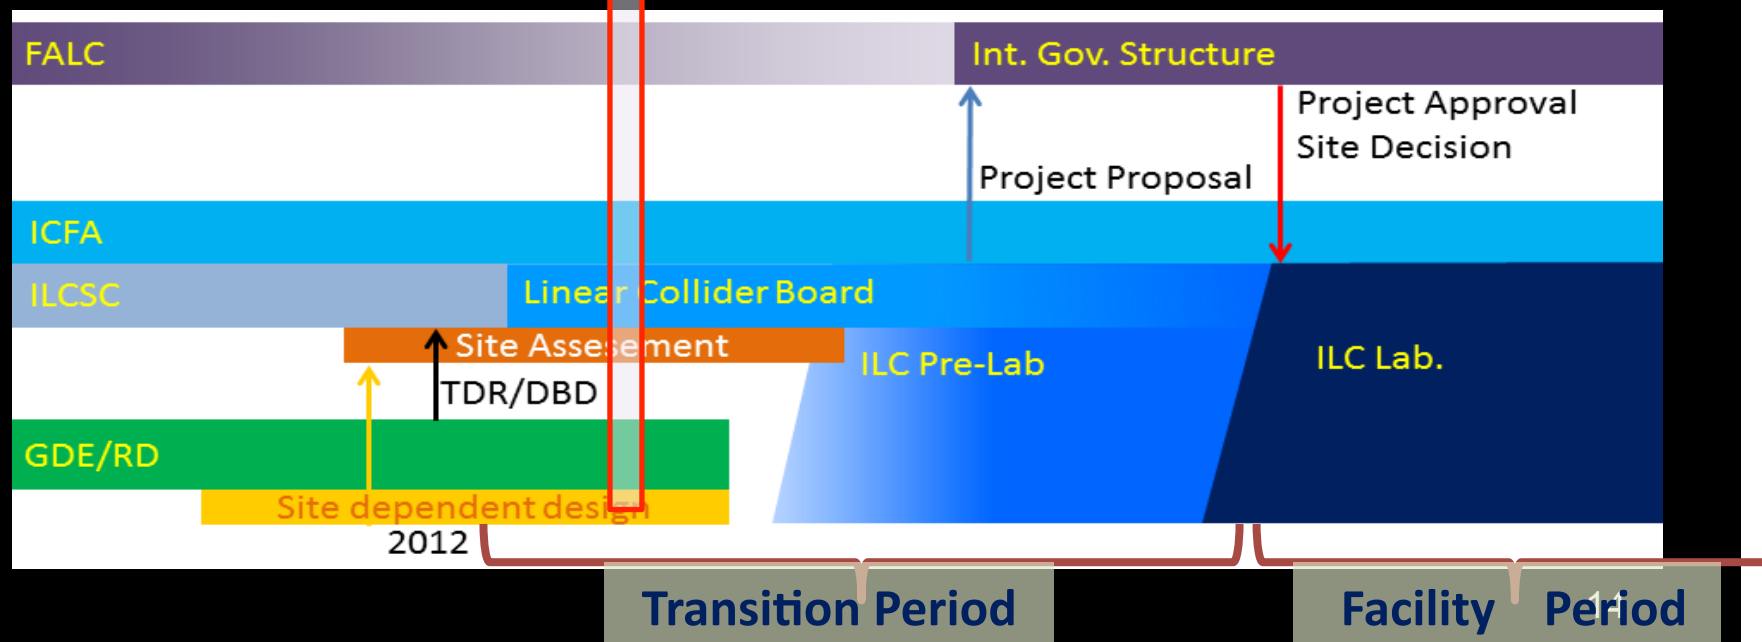 FALC
Int. Gov. Structure
Project Approval
Site Decision
Project Proposal
ICFA
ILCSC
Linear Collider Board
Site Assesement
ILC Pre-Lab
ILC Lab.
TDR/DBD
GDE/RD
Site dependent design
2012
Transition Period
Facility Period
14